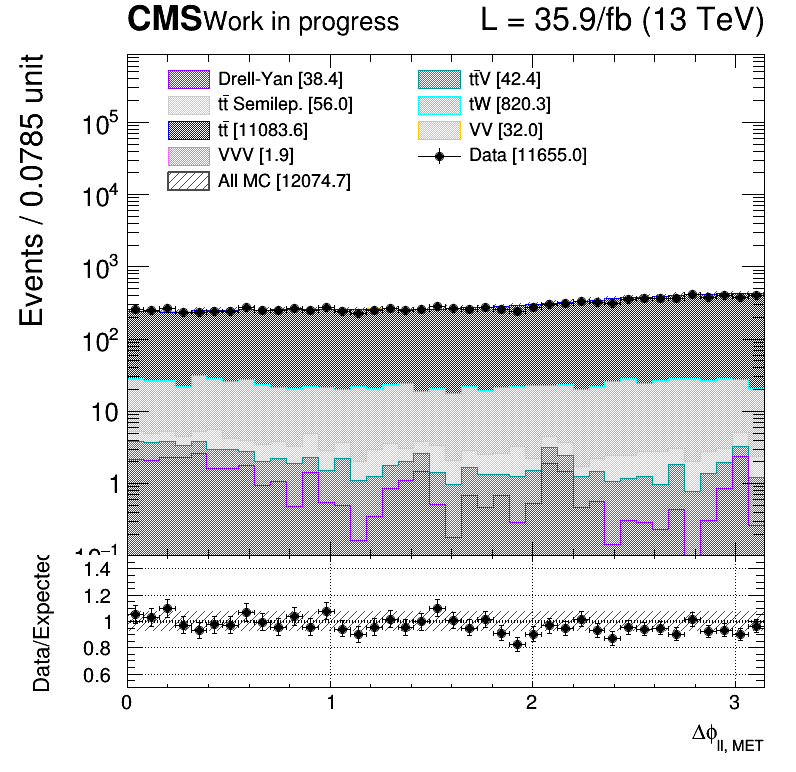 CMS Work in progress L = 35.9/fb (13 TeV)
Drell-Yan [38.4] tt̄V [42.4]
tt̄ Semilep. [56.0] tW [820.3]
tt̄ [11083.6] VV [32.0]
VVV [1.9] Data [11655.0]
All MC [12074.7]
Events / 0.0785 unit
10⁵
10⁴
10³
10²
10
1
10⁻¹
Data/Expected
1.4
1.2
1
0.8
0.6
0 1 2 3
Δϕll, MET